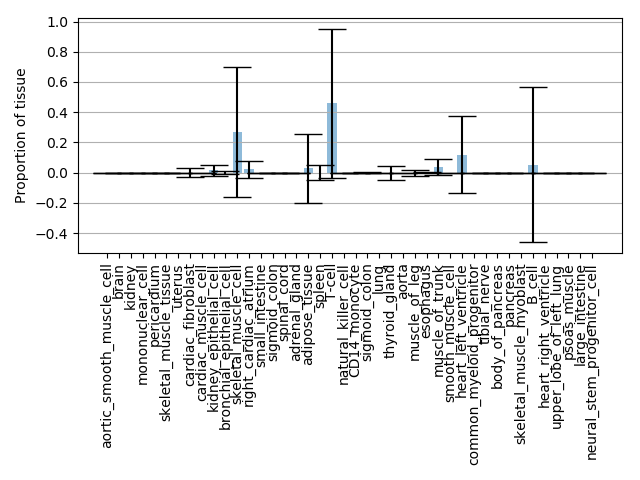 1.0
0.8
0.6
0.4
0.2
0.0
−0.2
−0.4
Proportion of tissue
aortic_smooth_muscle_cell
brain
kidney
mononuclear_cell
pericardium
skeletal_muscle_tissue
uterus
cardiac_fibroblast
cardiac_muscle_cell
kidney_epithelial_cell
bronchial_epithelial_cell
skeletal_muscle_cell
right_cardiac_atrium
small_intestine
sigmoid_colon
spinal_cord
adrenal_gland
adipose_tissue
spleen
T-cell
natural_killer_cell
CD14_monocyte
sigmoid_colon
lung
thyroid_gland
aorta
muscle_of_leg
esophagus
muscle_of_trunk
smooth_muscle_cell
heart_left_ventricle
common_myeloid_progenitor
tibial_nerve
body_of_pancreas
pancreas
skeletal_muscle_myoblast
B_cell
heart_right_ventricle
upper_lobe_of_left_lung
psoas_muscle
large_intestine
neural_stem_progenitor_cell